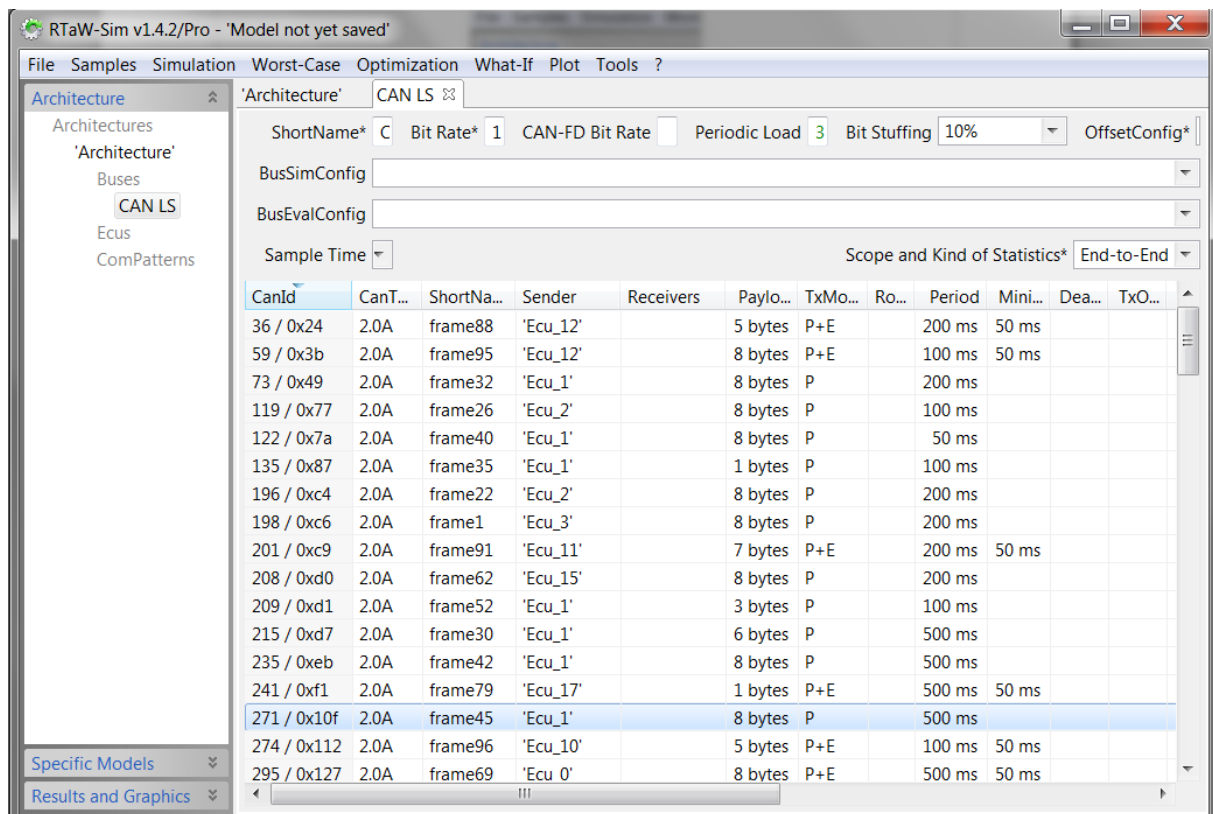 RTaW-Sim v1.4.2/Pro - 'Model not yet saved'
File Samples Simulation Worst-Case Optimization What-If Plot Tools ?
Architecture
Architectures
'Architecture'
Buses
CAN LS
Ecus
ComPatterns
Specific Models
Results and Graphics
'Architecture' CAN LS
ShortName* C Bit Rate* 1 CAN-FD Bit Rate Periodic Load 3 Bit Stuffing 10% OffsetConfig*
BusSimConfig
BusEvalConfig
Sample Time Scope and Kind of Statistics* End-to-End
CanId CanT... ShortNa... Sender Receivers Paylo... TxMo... Ro... Period Mini... Dea... TxO...
36 / 0x24 2.0A frame88 'Ecu_12' 5 bytes P+E 200 ms 50 ms
59 / 0x3b 2.0A frame95 'Ecu_12' 8 bytes P+E 100 ms 50 ms
73 / 0x49 2.0A frame32 'Ecu_1' 8 bytes P 200 ms
119 / 0x77 2.0A frame26 'Ecu_2' 8 bytes P 100 ms
122 / 0x7a 2.0A frame40 'Ecu_1' 8 bytes P 50 ms
135 / 0x87 2.0A frame35 'Ecu_1' 1 bytes P 100 ms
196 / 0xc4 2.0A frame22 'Ecu_2' 8 bytes P 200 ms
198 / 0xc6 2.0A frame1 'Ecu_3' 8 bytes P 200 ms
201 / 0xc9 2.0A frame91 'Ecu_11' 7 bytes P+E 200 ms 50 ms
208 / 0xd0 2.0A frame62 'Ecu_15' 8 bytes P 200 ms
209 / 0xd1 2.0A frame52 'Ecu_1' 3 bytes P 100 ms
215 / 0xd7 2.0A frame30 'Ecu_1' 6 bytes P 500 ms
235 / 0xeb 2.0A frame42 'Ecu_1' 8 bytes P 500 ms
241 / 0xf1 2.0A frame79 'Ecu_17' 1 bytes P+E 500 ms 50 ms
271 / 0x10f 2.0A frame45 'Ecu_1' 8 bytes P 500 ms
274 / 0x112 2.0A frame96 'Ecu_10' 5 bytes P+E 100 ms 50 ms
295 / 0x127 2.0A frame69 'Ecu_0' 8 bytes P+E 500 ms 50 ms